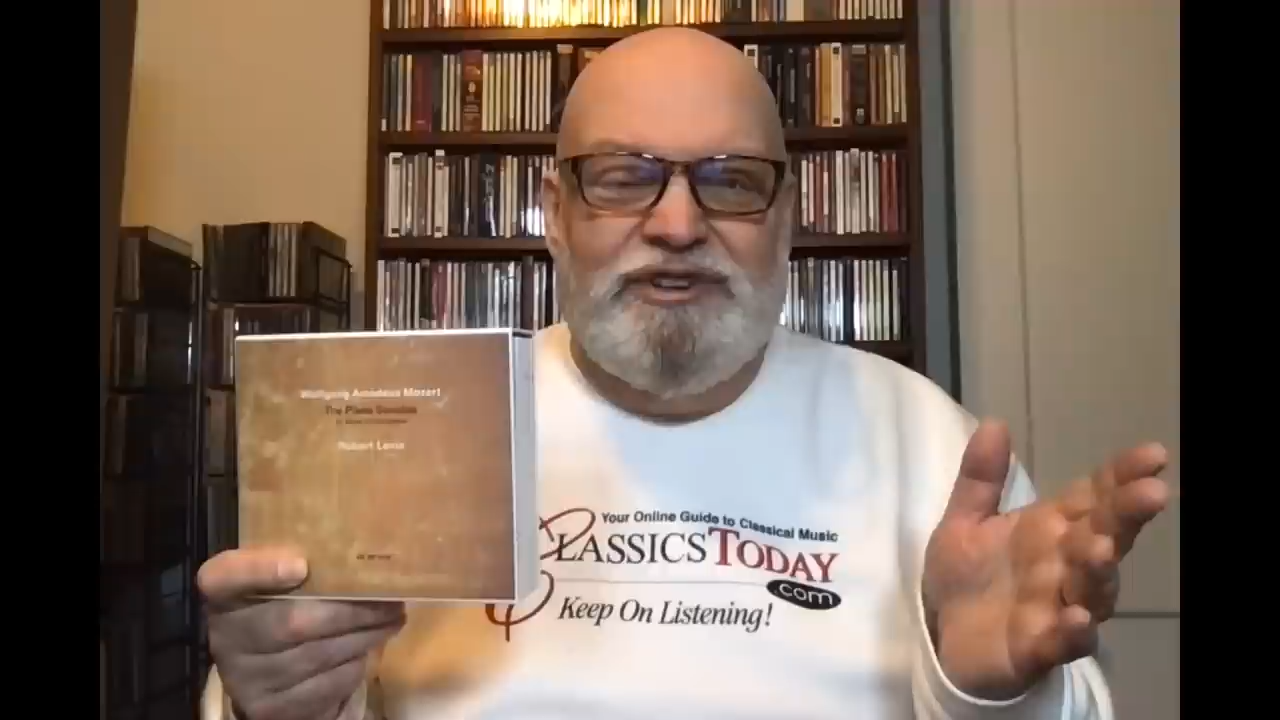 Wolfgang Amadeus Mozart
The Piano Sonatas
Robert Levin
Your Online Guide to Classical Music
CLASSICSTODAY
.com
Keep On Listening!